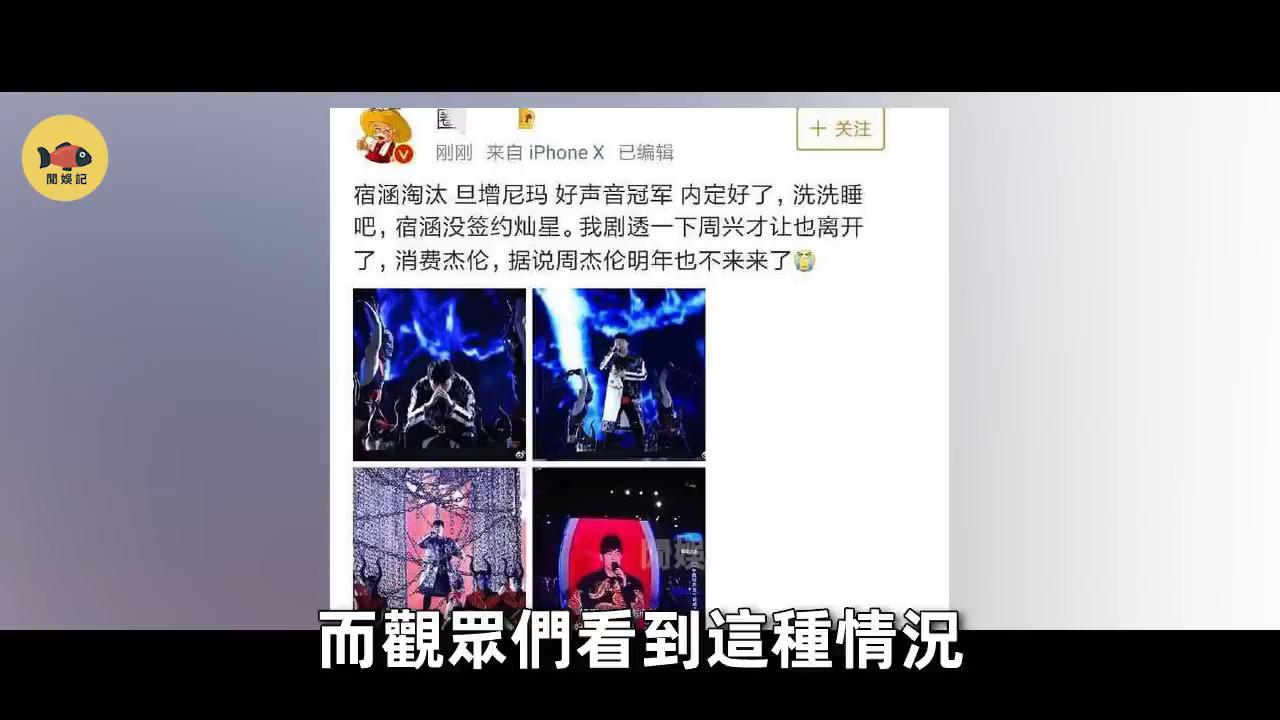 刚刚 来自 iPhone X 已编辑
+ 关注
宿涵淘汰 旦增尼玛 好声音冠军 内定好了，洗洗睡
吧，宿涵没签约灿星。我剧透一下周兴才让也离开
了，消费杰伦，据说周杰伦明年也不来来了
閒娛記
閒娛
而觀眾們看到這種情況